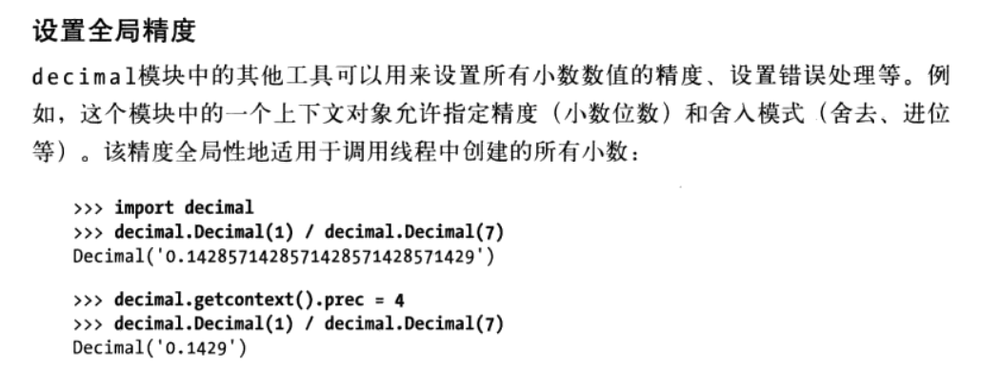 设置全局精度
decimal模块中的其他工具可以用来设置所有小数数值的精度、设置错误处理等。例
如，这个模块中的一个上下文对象允许指定精度（小数位数）和舍入模式（舍去、进位
等）。该精度全局性地适用于调用线程中创建的所有小数：
>>> import decimal
>>> decimal.Decimal(1) / decimal.Decimal(7)
Decimal('0.1428571428571428571428571429')
>>> decimal.getcontext().prec = 4
>>> decimal.Decimal(1) / decimal.Decimal(7)
Decimal('0.1429')